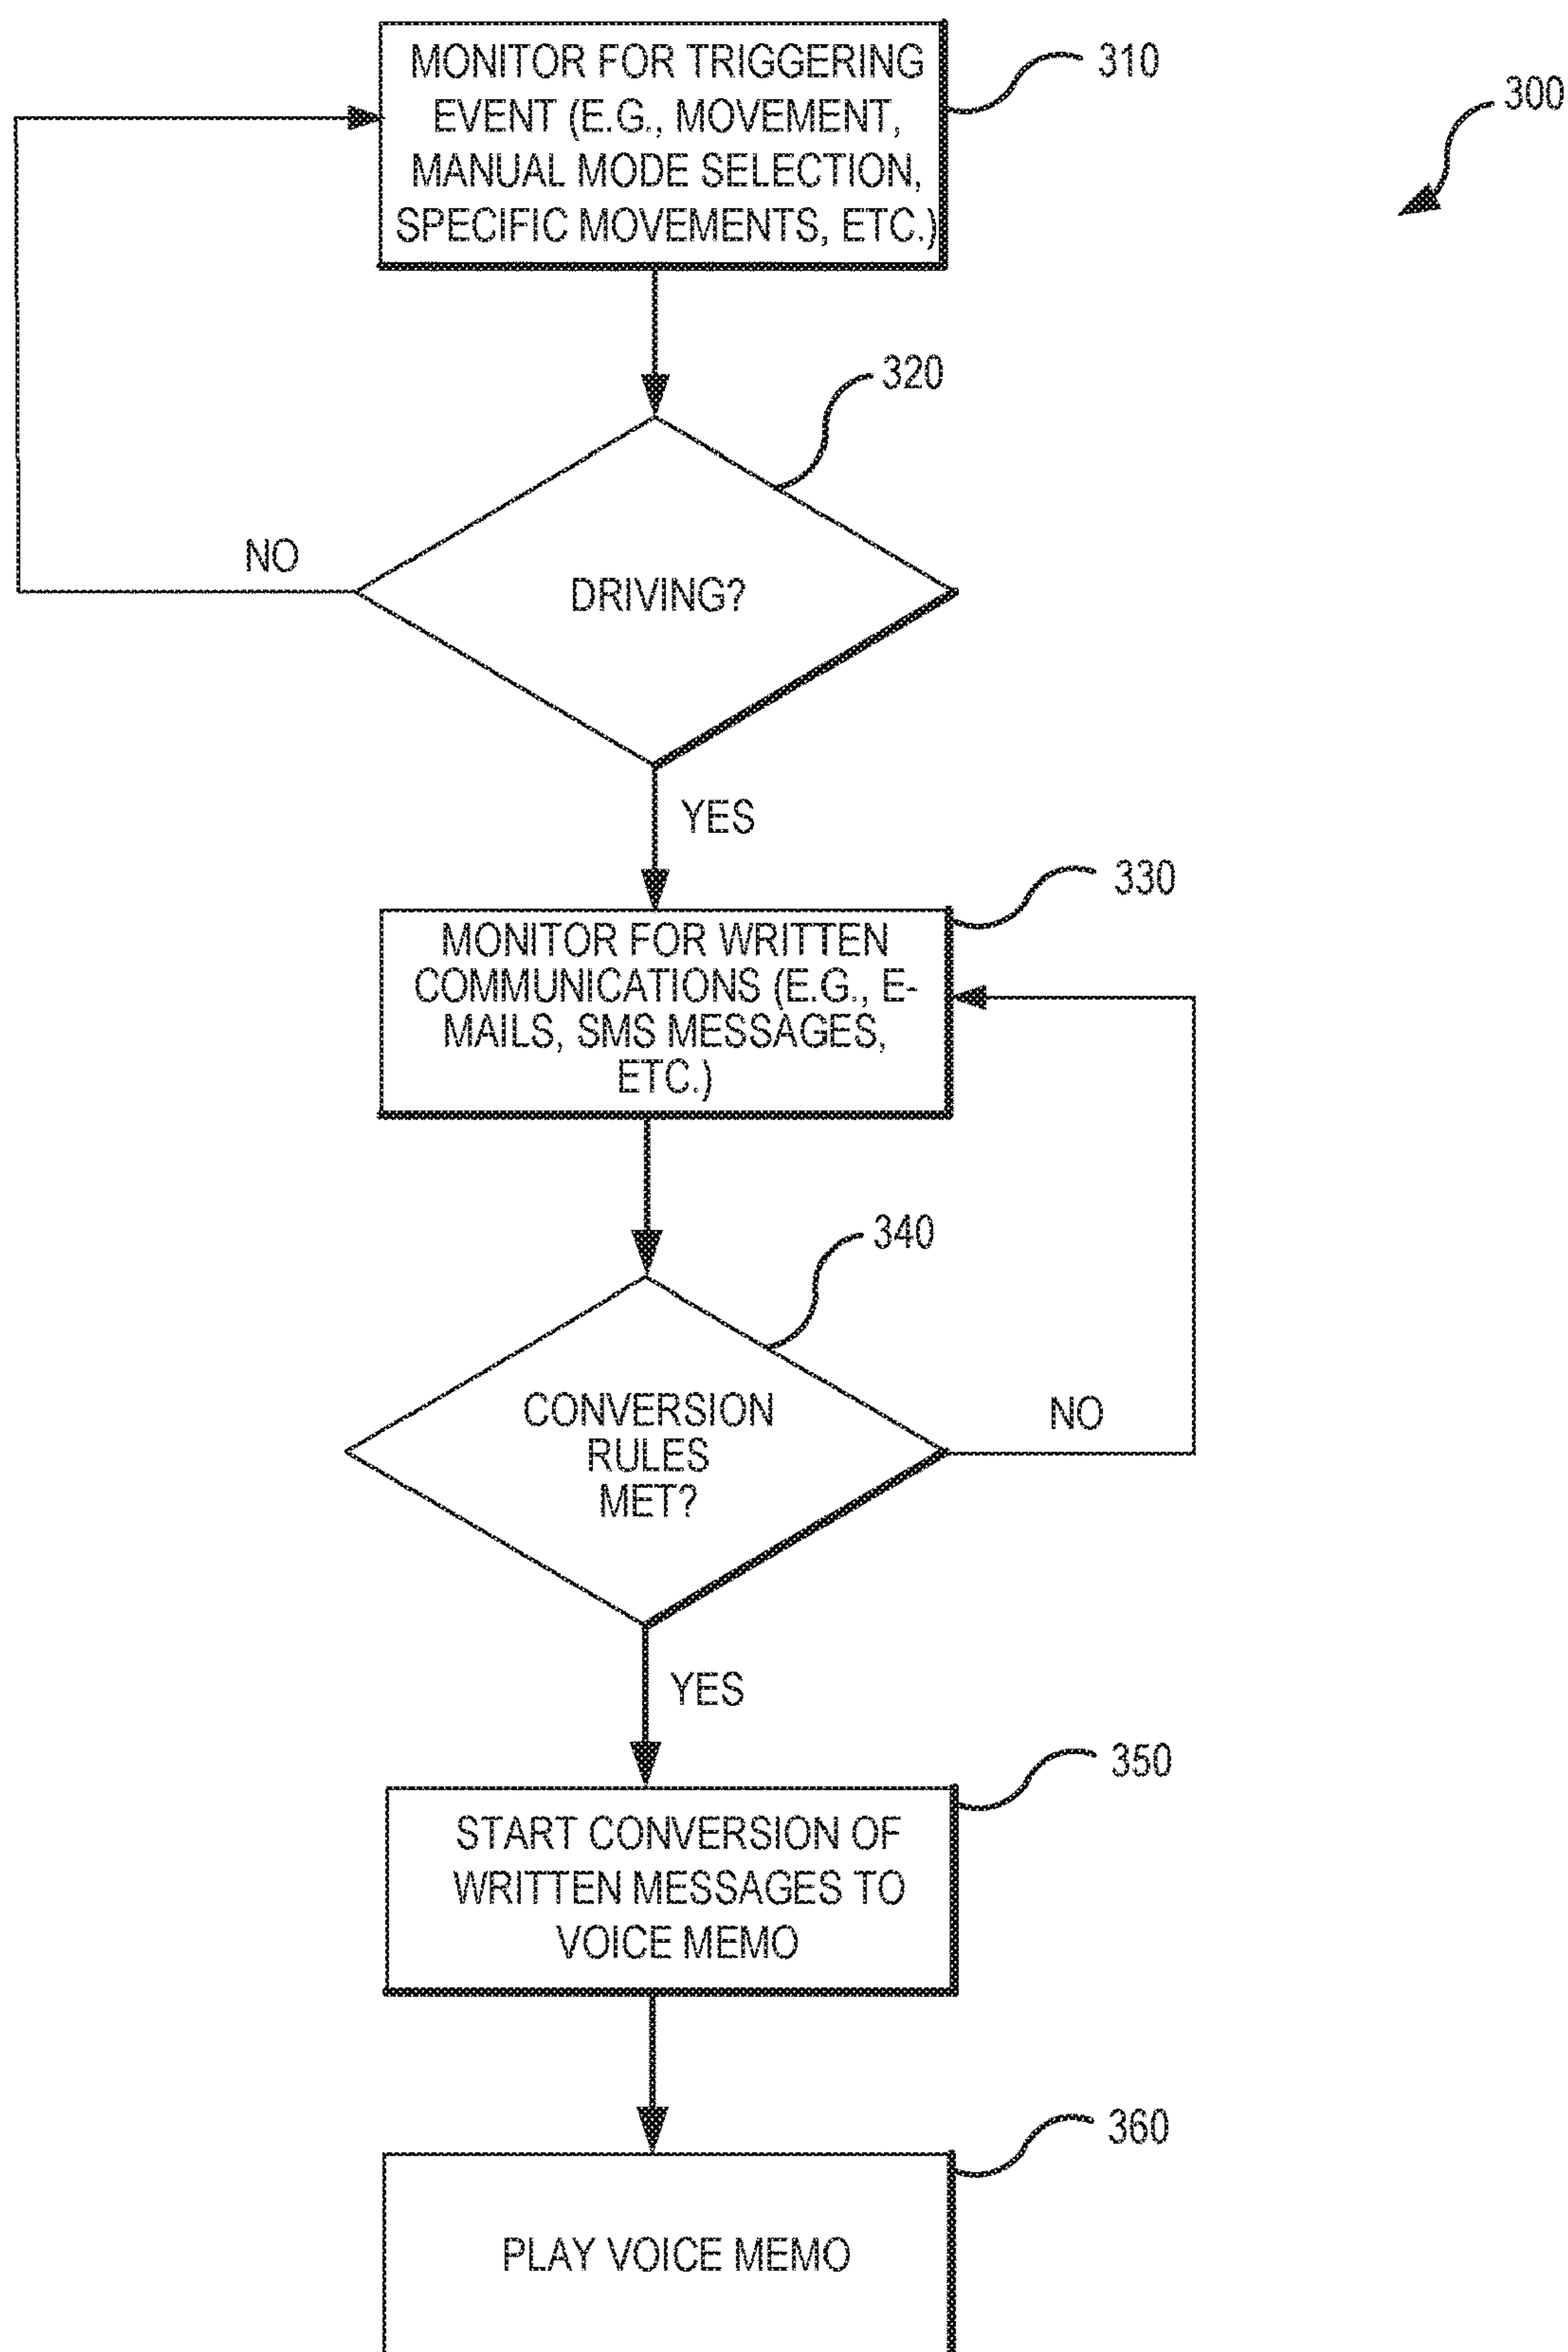 MONITOR FOR TRIGGERING
EVENT (E.G., MOVEMENT,
MANUAL MODE SELECTION,
SPECIFIC MOVEMENTS, ETC.)
310
300
320
DRIVING?
NO
YES
330
MONITOR FOR WRITTEN
COMMUNICATIONS (E.G., E-
MAILS, SMS MESSAGES,
ETC.)
340
CONVERSION
RULES
MET?
NO
YES
350
START CONVERSION OF
WRITTEN MESSAGES TO
VOICE MEMO
360
PLAY VOICE MEMO